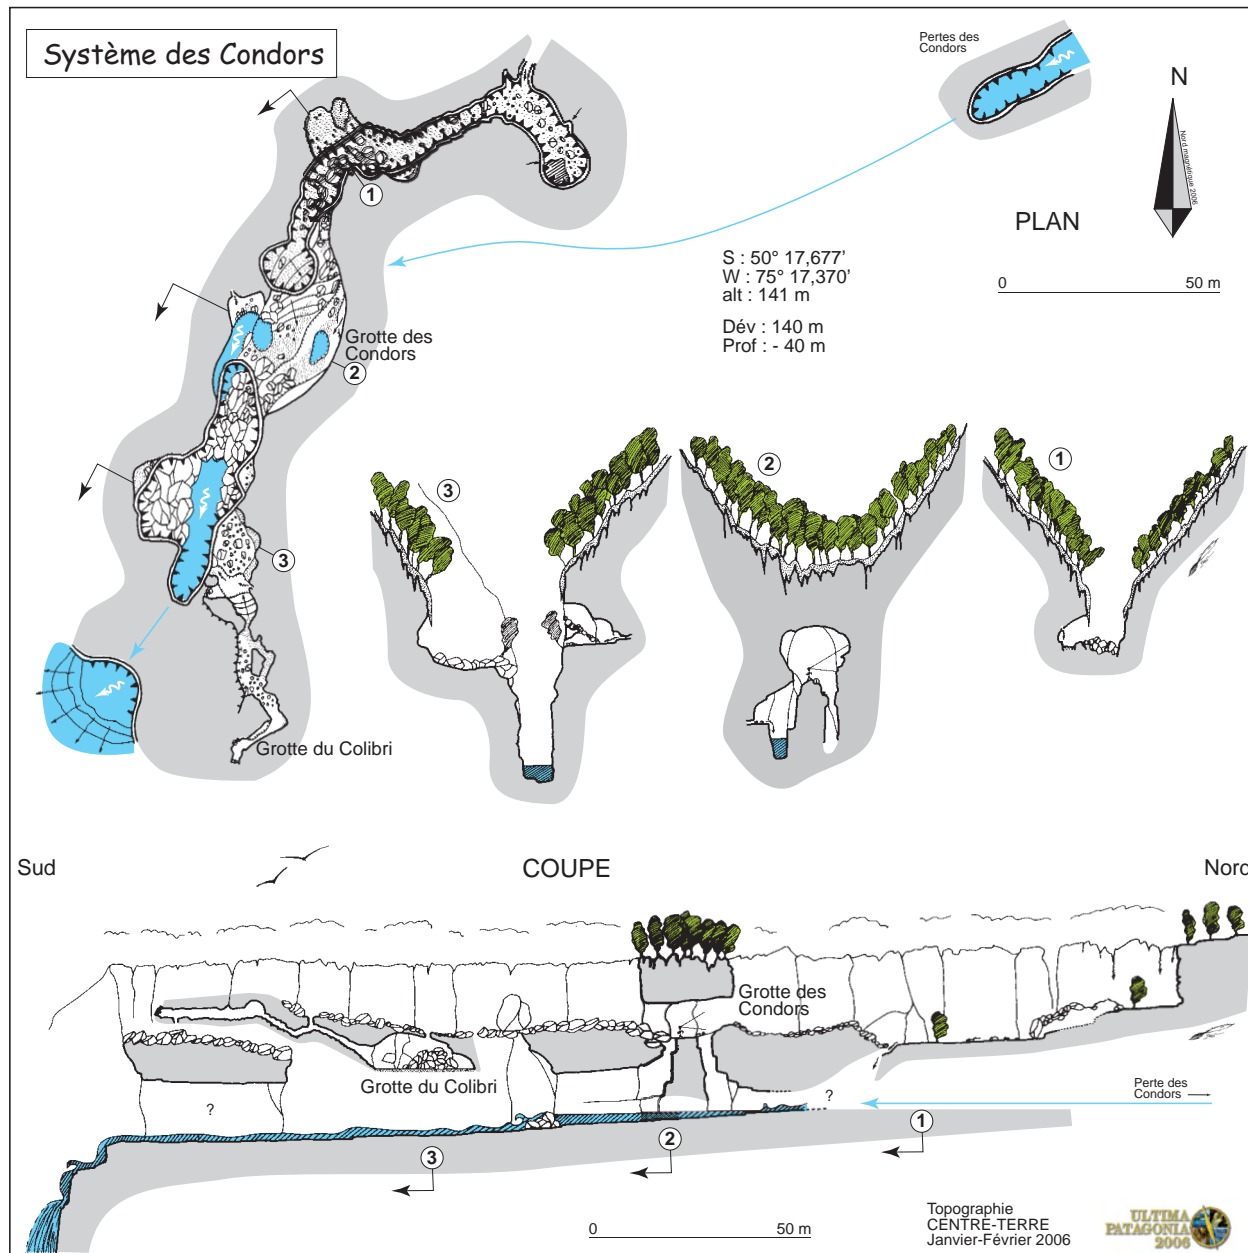 Système des Condors
Pertes des
Condors
N
Nord magnétique 2006
PLAN
0 50 m
S : 50° 17,677'
W : 75° 17,370'
alt : 141 m
Dév : 140 m
Prof : - 40 m
1
Grotte des
Condors
2
3
Grotte du Colibri
3
2
1
Sud
COUPE
Nord
Grotte des
Condors
Grotte du Colibri
?
?
Perte des
Condors
1
2
3
0 50 m
Topographie
CENTRE-TERRE
Janvier-Février 2006
ULTIMA
PATAGONIA
2006